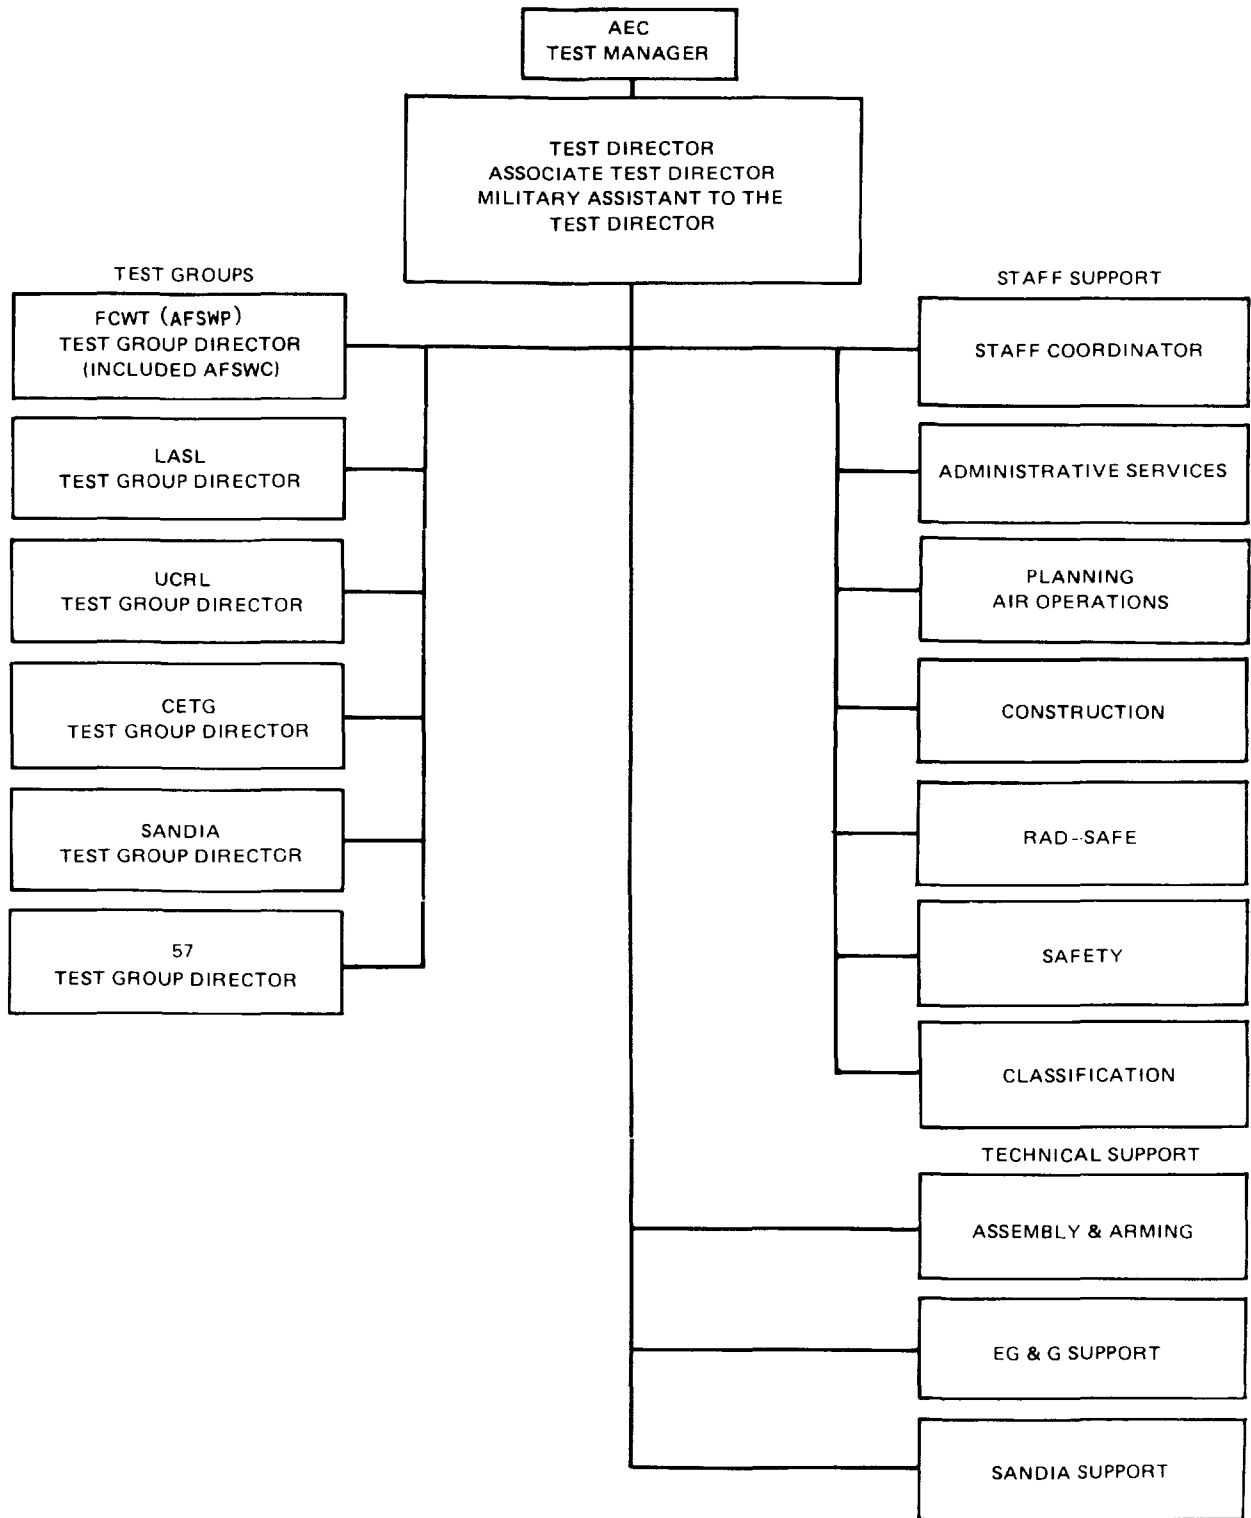 AEC
TEST MANAGER
TEST DIRECTOR
ASSOCIATE TEST DIRECTOR
MILITARY ASSISTANT TO THE
TEST DIRECTOR
TEST GROUPS
FCWT (AFSWP)
TEST GROUP DIRECTOR
(INCLUDED AFSWC)
LASL
TEST GROUP DIRECTOR
UCRL
TEST GROUP DIRECTOR
CETG
TEST GROUP DIRECTOR
SANDIA
TEST GROUP DIRECTOR
57
TEST GROUP DIRECTOR
STAFF SUPPORT
STAFF COORDINATOR
ADMINISTRATIVE SERVICES
PLANNING
AIR OPERATIONS
CONSTRUCTION
RAD--SAFE
SAFETY
CLASSIFICATION
TECHNICAL SUPPORT
ASSEMBLY & ARMING
EG & G SUPPORT
SANDIA SUPPORT